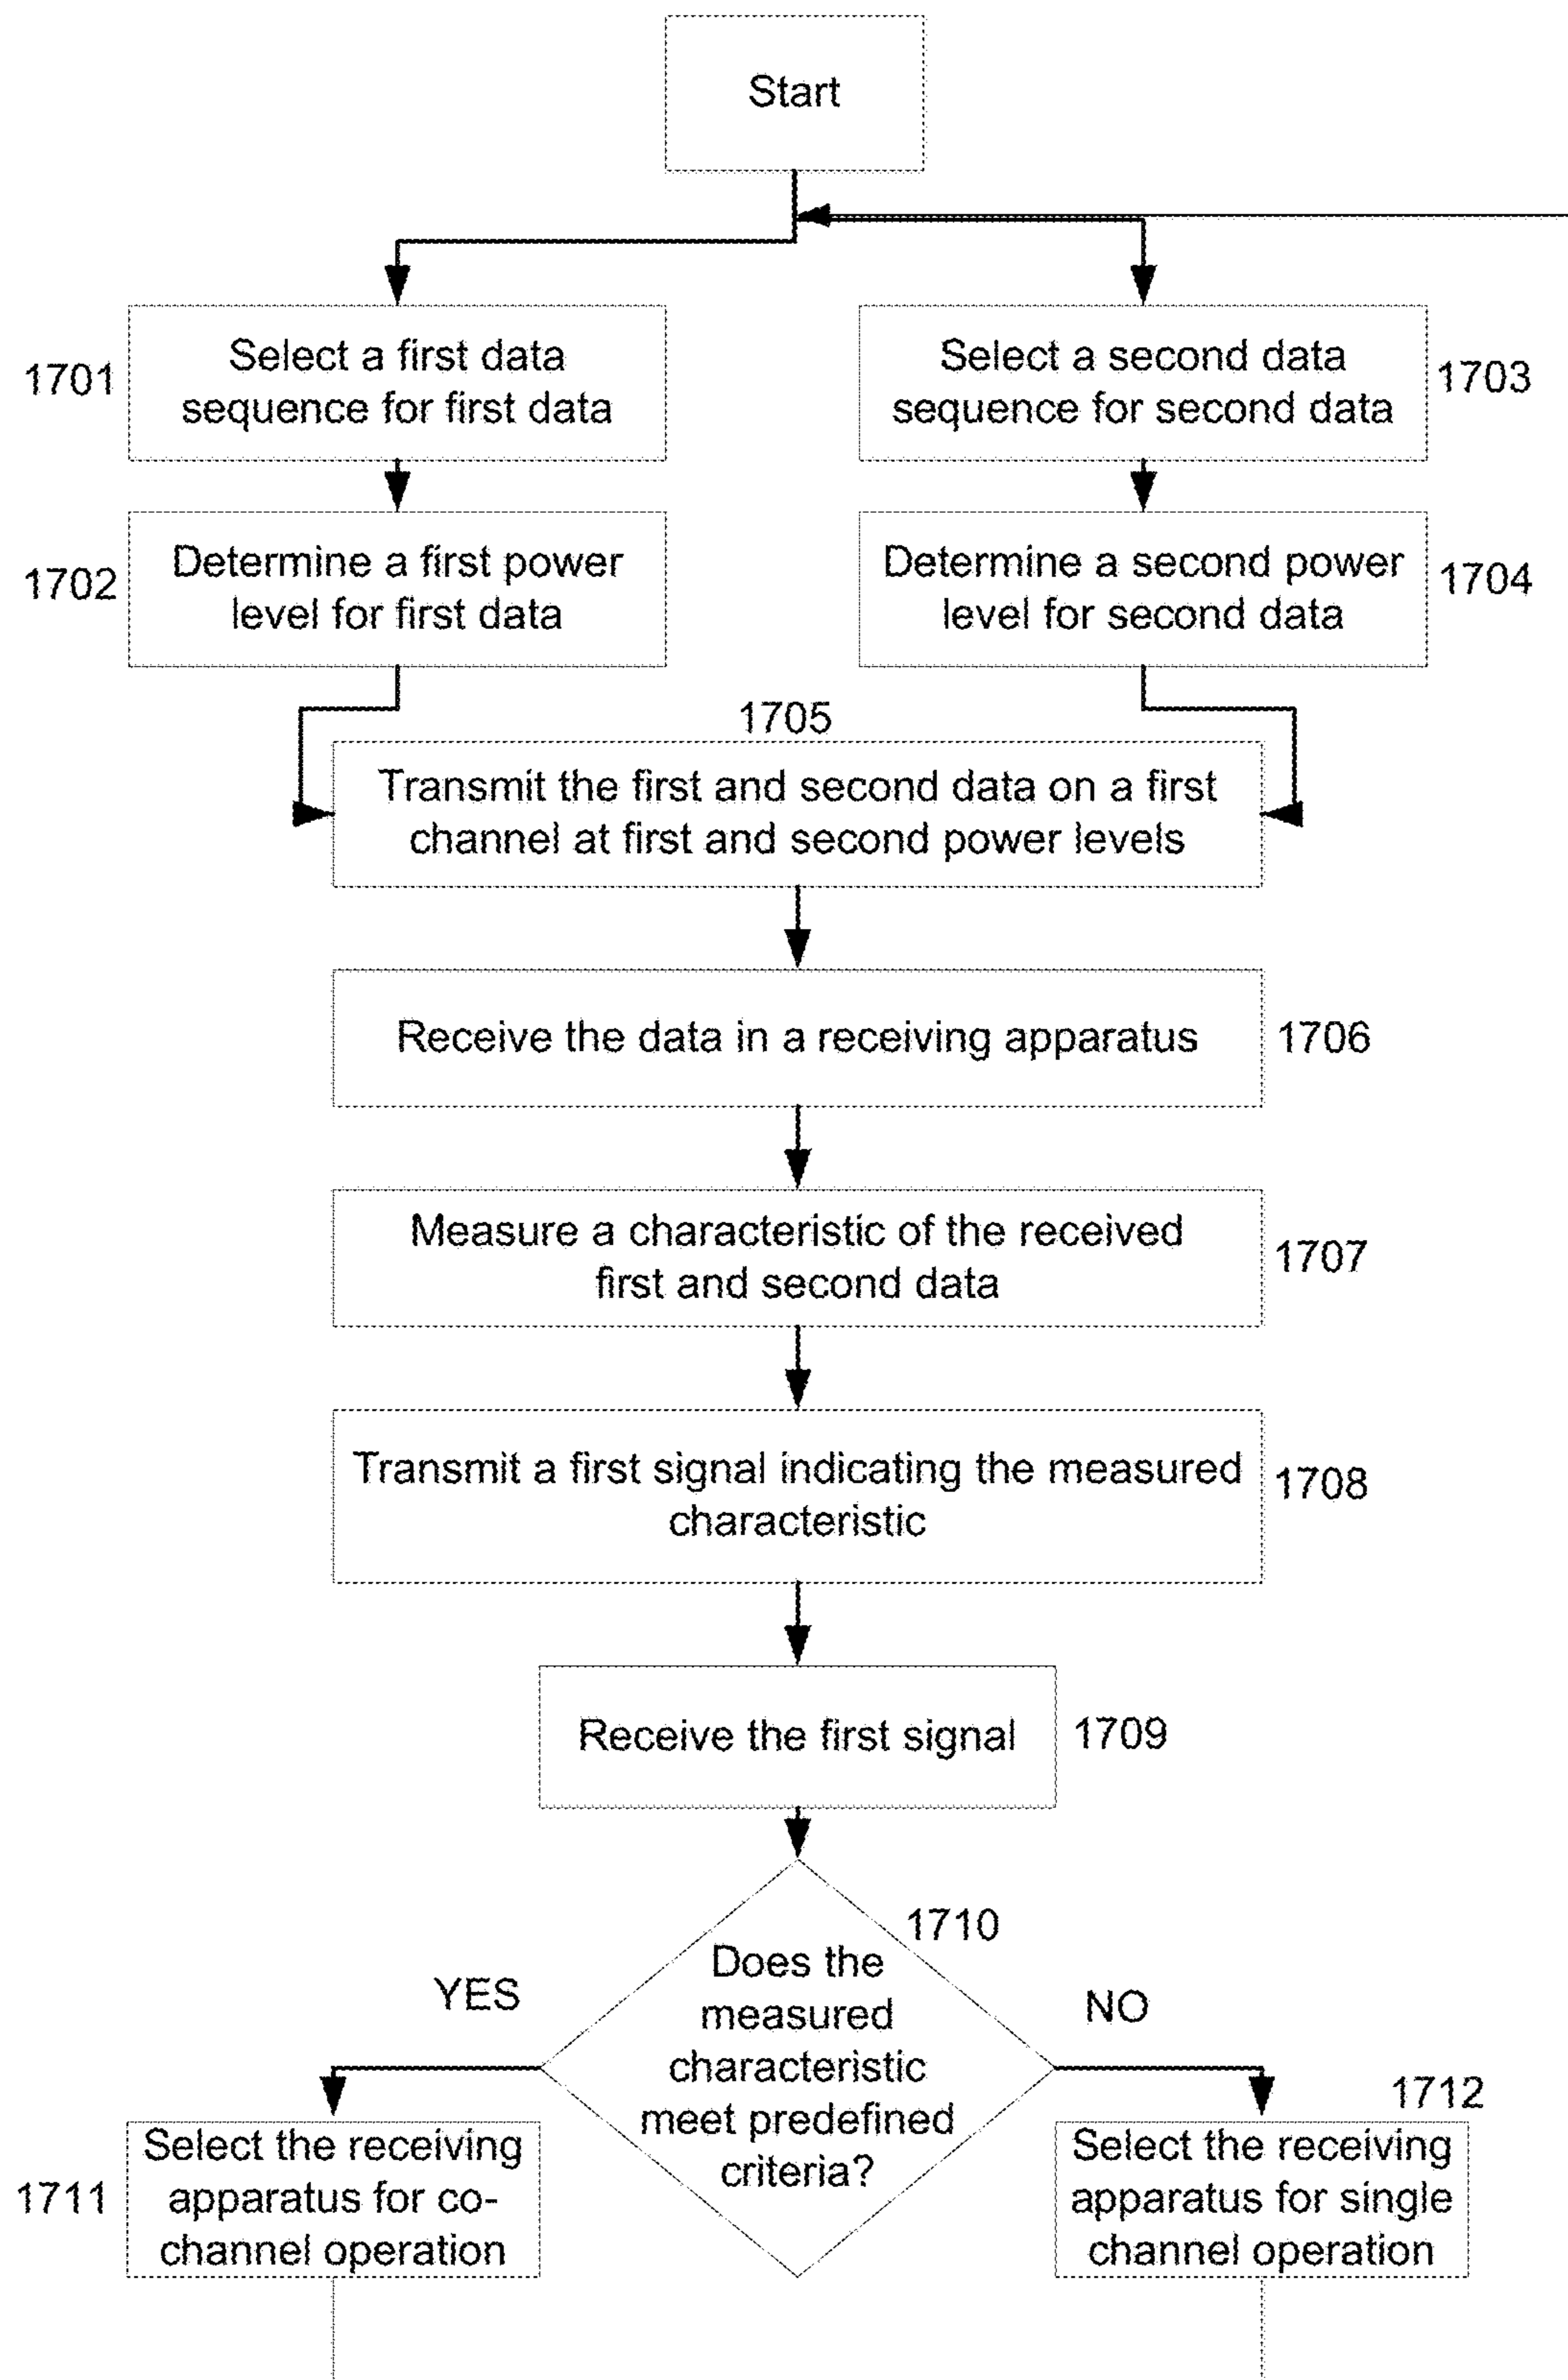 Start
1701
Select a first data
sequence for first data
Select a second data
sequence for second data
1703
1702
Determine a first power
level for first data
Determine a second power
level for second data
1704
1705
Transmit the first and second data on a first
channel at first and second power levels
Receive the data in a receiving apparatus
1706
Measure a characteristic of the received
first and second data
1707
Transmit a first signal indicating the measured
characteristic
1708
Receive the first signal
1709
1710
Does the
measured
characteristic
meet predefined
criteria?
YES
NO
1711
Select the receiving
apparatus for co-
channel operation
1712
Select the receiving
apparatus for single
channel operation